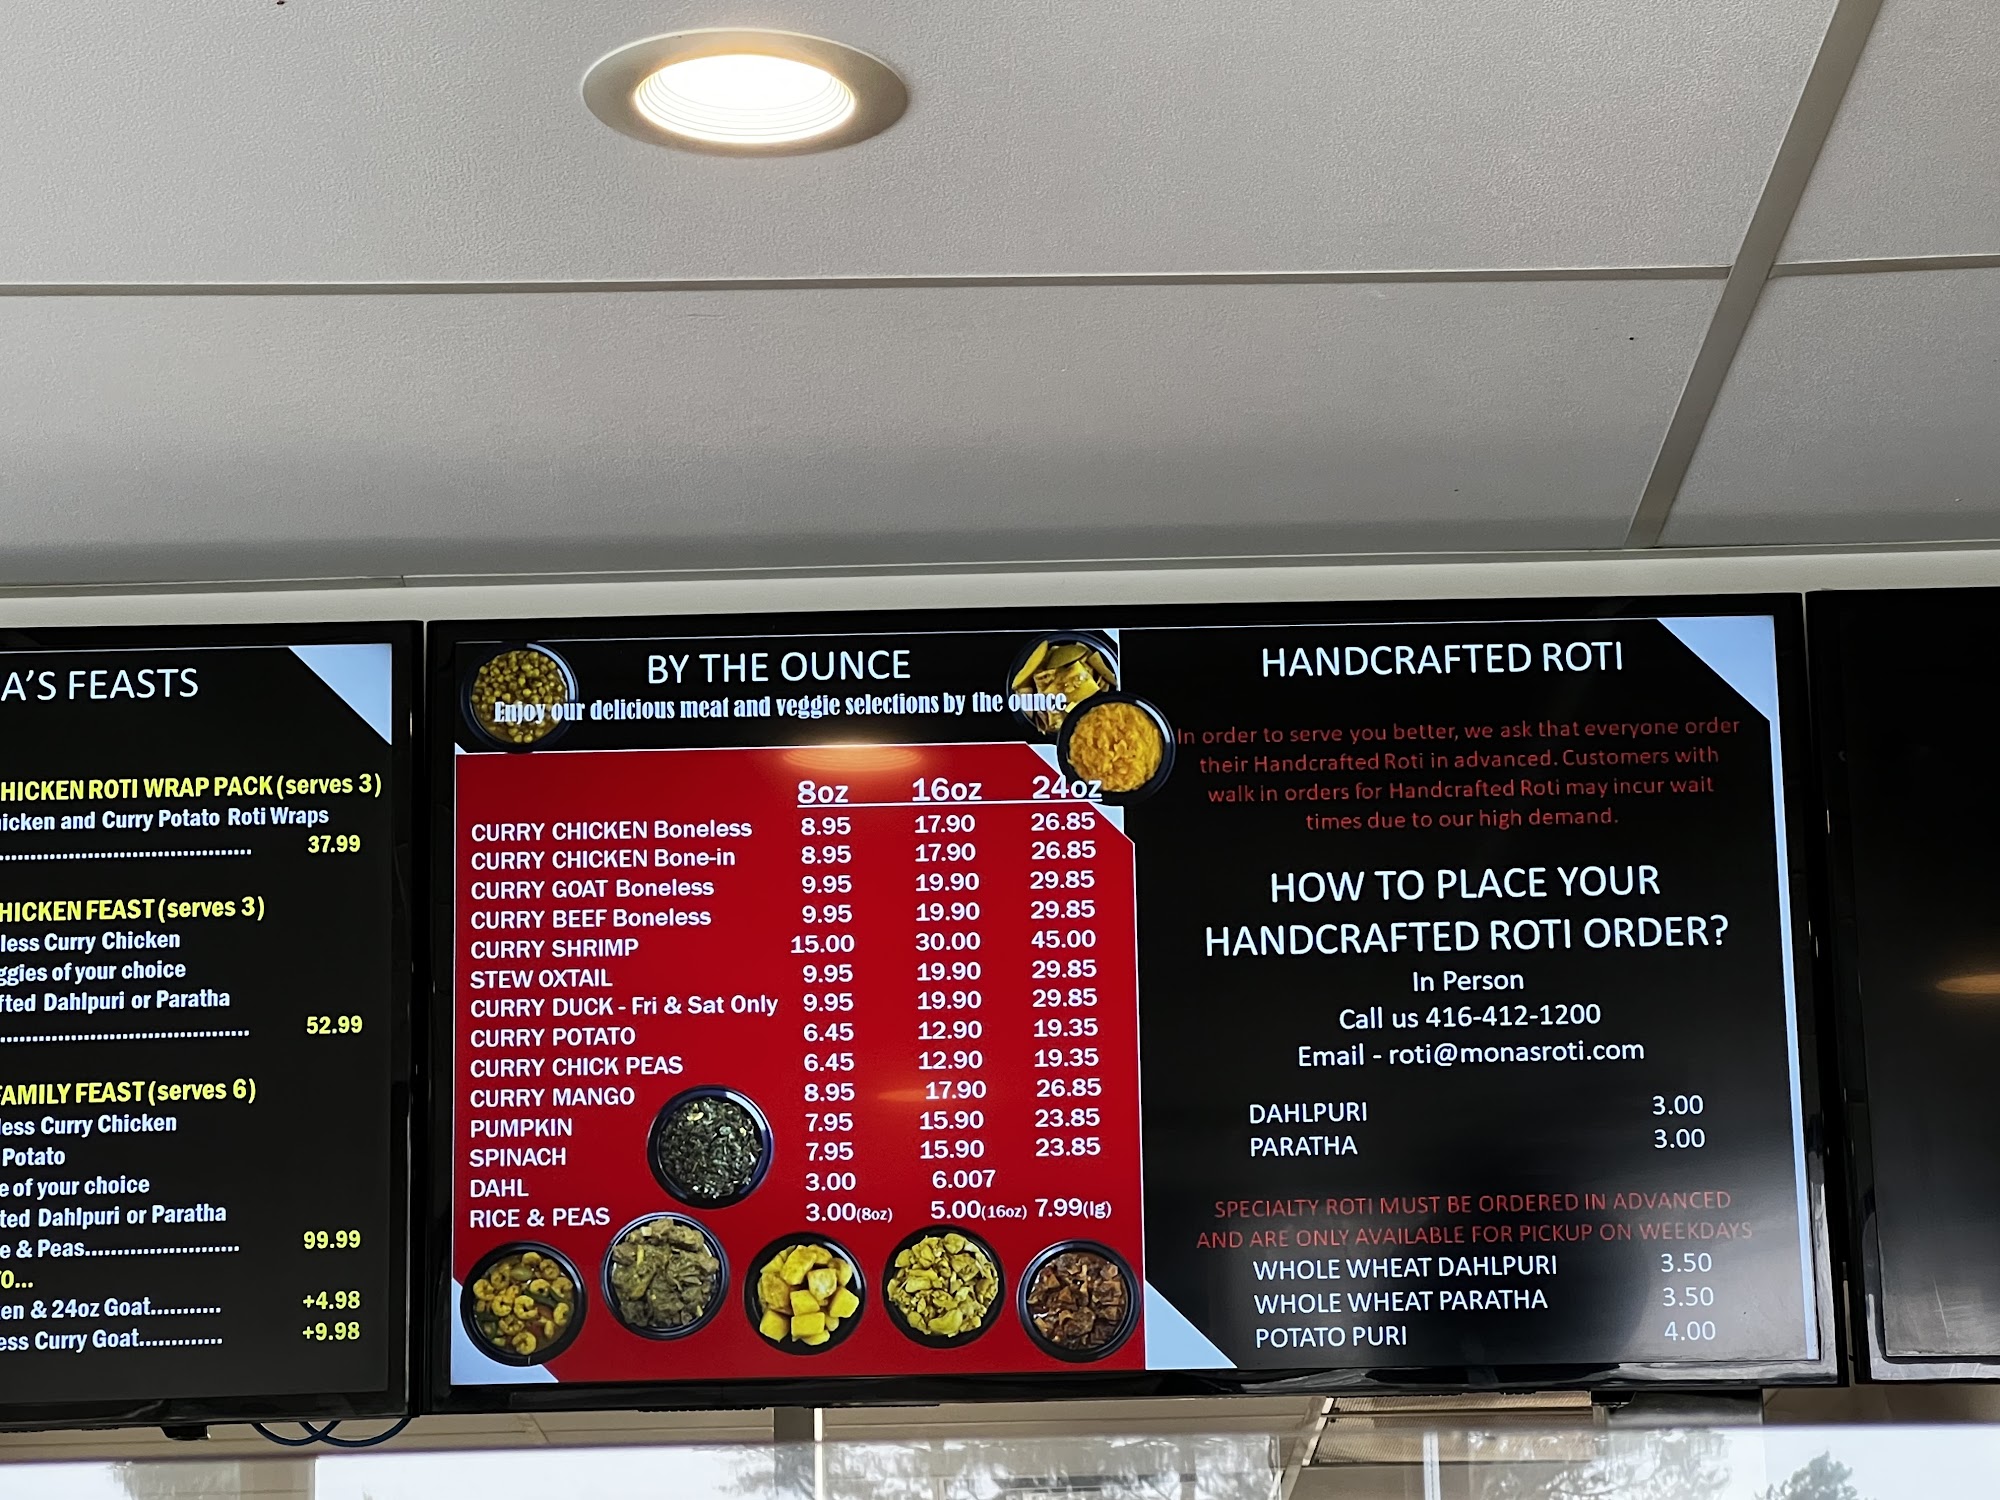 A'S FEASTS
HICKEN ROTI WRAP PACK (serves 3)
icken and Curry Potato Roti Wraps
....................................... 37.99
HICKEN FEAST (serves 3)
less Curry Chicken
ggies of your choice
fted Dahlpuri or Paratha
....................................... 52.99
FAMILY FEAST (serves 6)
less Curry Chicken
Potato
e of your choice
ted Dahlpuri or Paratha
e & Peas........................ 99.99
O...
en & 24oz Goat........... +4.98
ess Curry Goat............. +9.98
BY THE OUNCE
Enjoy our delicious meat and veggie selections by the ounce
8oz 16oz 24oz
CURRY CHICKEN Boneless 8.95 17.90 26.85
CURRY CHICKEN Bone-in 8.95 17.90 26.85
CURRY GOAT Boneless 9.95 19.90 29.85
CURRY BEEF Boneless 9.95 19.90 29.85
CURRY SHRIMP 15.00 30.00 45.00
STEW OXTAIL 9.95 19.90 29.85
CURRY DUCK - Fri & Sat Only 9.95 19.90 29.85
CURRY POTATO 6.45 12.90 19.35
CURRY CHICK PEAS 6.45 12.90 19.35
CURRY MANGO 8.95 17.90 26.85
PUMPKIN 7.95 15.90 23.85
SPINACH 7.95 15.90 23.85
DAHL 3.00 6.007
RICE & PEAS 3.00(8oz) 5.00(16oz) 7.99(lg)
HANDCRAFTED ROTI
In order to serve you better, we ask that everyone order
their Handcrafted Roti in advanced. Customers with
walk in orders for Handcrafted Roti may incur wait
times due to our high demand.
HOW TO PLACE YOUR
HANDCRAFTED ROTI ORDER?
In Person
Call us 416-412-1200
Email - roti@monasroti.com
DAHLPURI 3.00
PARATHA 3.00
SPECIALTY ROTI MUST BE ORDERED IN ADVANCED
AND ARE ONLY AVAILABLE FOR PICKUP ON WEEKDAYS
WHOLE WHEAT DAHLPURI 3.50
WHOLE WHEAT PARATHA 3.50
POTATO PURI 4.00